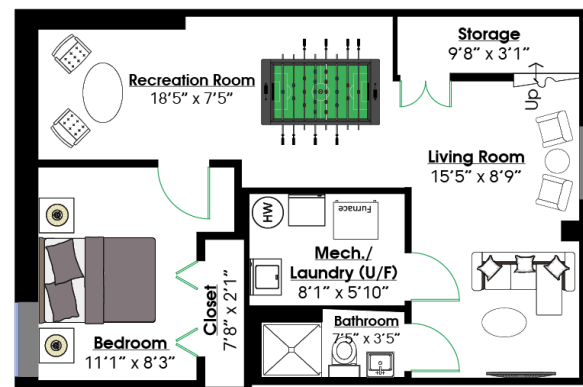 Storage
9'8" x 3'1"
Recreation Room
18'5" x 7'5"
Up
Living Room
15'5" x 8'9"
HW
Furnace
Mech./
Laundry (U/F)
8'1" x 5'10"
Closet
7'8" x 2'1"
Bathroom
7'5" x 3'5"
Bedroom
11'1" x 8'3"